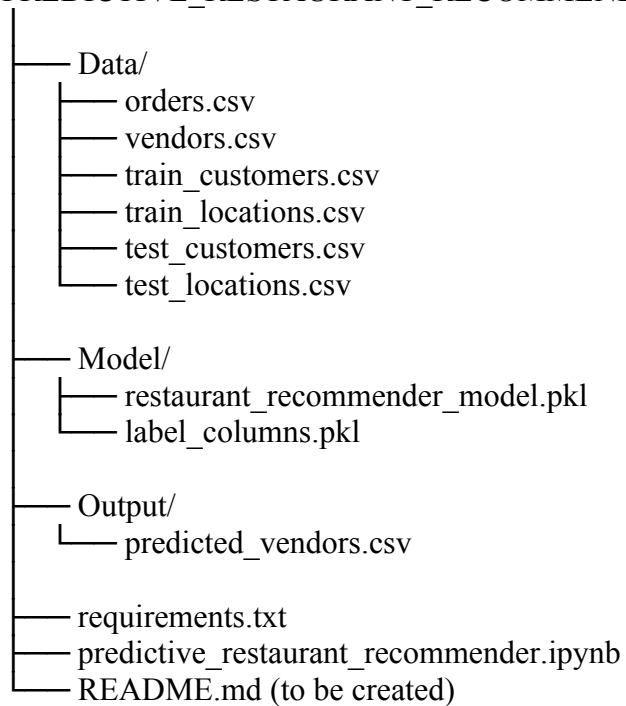 Data/
orders.csv
vendors.csv
train_customers.csv
train_locations.csv
test_customers.csv
test_locations.csv
Model/
restaurant_recommender_model.pkl
label_columns.pkl
Output/
predicted_vendors.csv
requirements.txt
predictive_restaurant_recommender.ipynb
README.md (to be created)